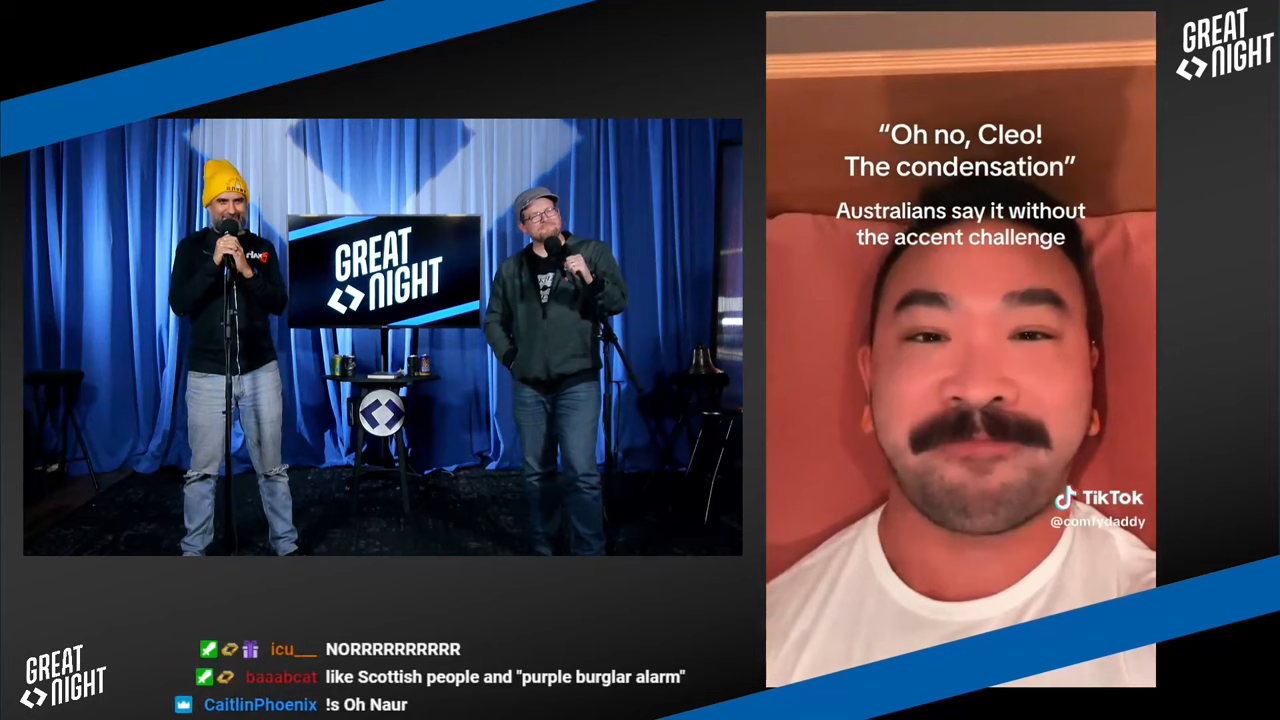 GREAT
NIGHT
GREAT
NIGHT
“Oh no, Cleo!
The condensation”
Australians say it without
the accent challenge
TikTok
@comfydaddy
GREAT
NIGHT
icu___ NORRRRRRRRRR
baaabcat like Scottish people and "purple burglar alarm"
CaitlinPhoenix !s Oh Naur